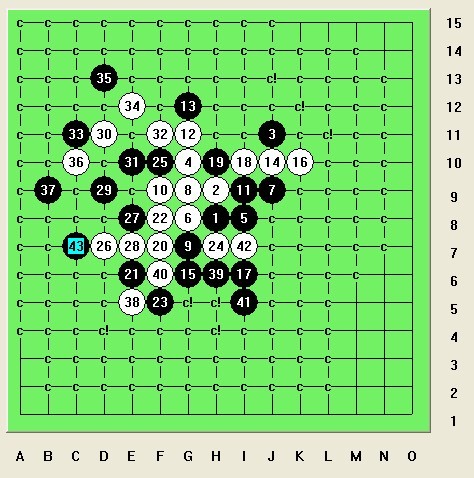 c c c c c c c c c c 15
c c c c c c c c c c c c c 14
c c c 35 c c c c c c! c c c 13
c c c c 34 c 13 c c c c! c c 12
c c 33 30 c 32 12 c c 3 c c! c 11
c c 36 c 31 25 4 19 18 14 16 c c 10
c 37 c 29 c 10 8 2 11 7 c c c 9
c c c c 27 22 6 1 5 c c c c 8
c c 43 26 28 20 9 24 42 c c c c 7
c c c c 21 40 15 39 17 c c c c 6
c c c c 38 23 c! c! 41 c c c 5
c c c c! c c c c! c c c c 4
c c c c c c c c c c c 3
c c c c c c c c c c c 2
1
A B C D E F G H I J K L M N O